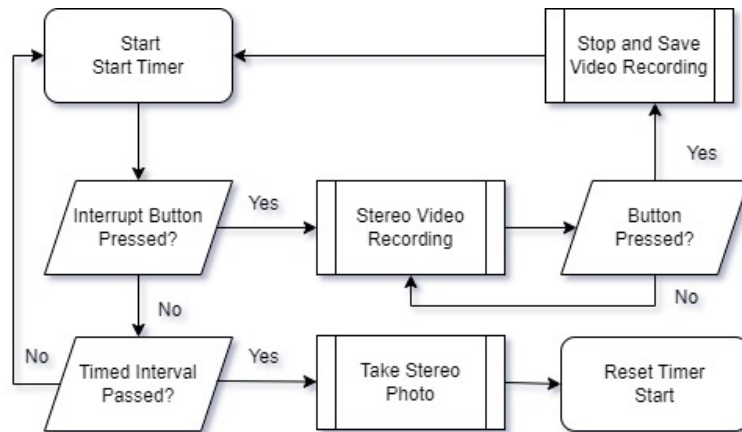 Start
Start Timer
Stop and Save
Video Recording
Yes
Interrupt Button
Pressed?
Yes
Stereo Video
Recording
Button
Pressed?
No
No
No
Timed Interval
Passed?
Yes
Take Stereo
Photo
Reset Timer
Start